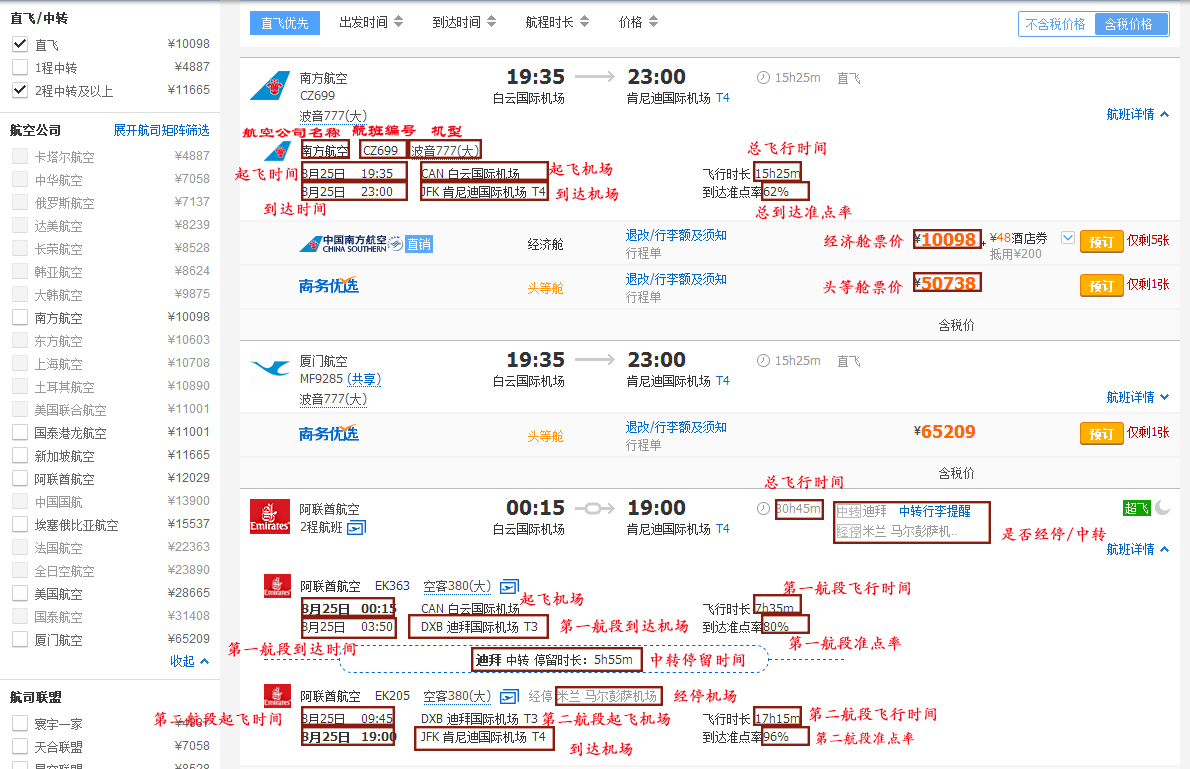 直飞/中转
直飞 ¥10098
1程中转 ¥4887
2程中转及以上 ¥11665
航空公司 展开航司矩阵筛选
卡塔尔航空 ¥4887
中华航空 ¥7058
俄罗斯航空 ¥7137
达美航空 ¥8239
长荣航空 ¥8528
韩亚航空 ¥8624
大韩航空 ¥9875
南方航空 ¥10098
东方航空 ¥10603
上海航空 ¥10708
土耳其航空 ¥10890
美国联合航空 ¥11001
国泰港龙航空 ¥11001
新加坡航空 ¥11665
阿联酋航空 ¥12029
中国国航 ¥13900
埃塞俄比亚航空 ¥15537
法国航空 ¥22363
全日空航空 ¥23890
美国航空 ¥28665
国泰航空 ¥31408
厦门航空 ¥65209
收起
航司联盟
寰宇一家
天合联盟 ¥7058
星空联盟 ¥8528
直飞优先 出发时间 到达时间 航程时长 价格 不含税价格 含税价格
南方航空 19:35 23:00 15h25m 直飞
CZ699 白云国际机场 肯尼迪国际机场 T4
波音777(大) 航班详情
航空公司名称 航班编号 机型
南方航空 CZ699 波音777(大) 总飞行时间
起飞时间 8月25日 19:35 CAN 白云国际机场 起飞机场 飞行时长 15h25m
8月25日 23:00 JFK 肯尼迪国际机场 T4 到达机场 到达准点率 62%
到达时间 总到达准点率
中国南方航空 CHINA SOUTHERN 直销 经济舱 退改/行李额及须知 经济舱票价 ¥10098 + ¥48酒店券 预订 仅剩5张
行程单 抵用¥200
商务优选 头等舱 退改/行李额及须知 头等舱票价 ¥50738 预订 仅剩1张
行程单
含税价
厦门航空 19:35 23:00 15h25m 直飞
MF9285 (共享) 白云国际机场 肯尼迪国际机场 T4
波音777(大) 航班详情
商务优选 头等舱 退改/行李额及须知 ¥65209 预订 仅剩1张
行程单
含税价
总飞行时间
Emirates 阿联酋航空 00:15 19:00 30h45m 中转 迪拜 中转行李提醒 超飞
2程航班 白云国际机场 肯尼迪国际机场 T4 经停 米兰 马尔彭萨机.. 是否经停/中转
航班详情
Emirates 阿联酋航空 EK363 空客380(大) 起飞机场 第一航段飞行时间
8月25日 00:15 CAN 白云国际机场 飞行时长 7h35m
8月25日 03:50 DXB 迪拜国际机场 T3 第一航段到达机场 到达准点率 80%
第一航段到达时间 第一航段准点率
迪拜 中转 停留时长：5h55m 中转停留时间
Emirates 阿联酋航空 EK205 空客380(大) 经停 米兰 马尔彭萨机场 经停机场
第二航段起飞时间 8月25日 09:45 DXB 迪拜国际机场 T3 第二航段起飞机场 飞行时长 17h15m 第二航段飞行时间
8月25日 19:00 JFK 肯尼迪国际机场 T4 到达机场 到达准点率 96% 第二航段准点率